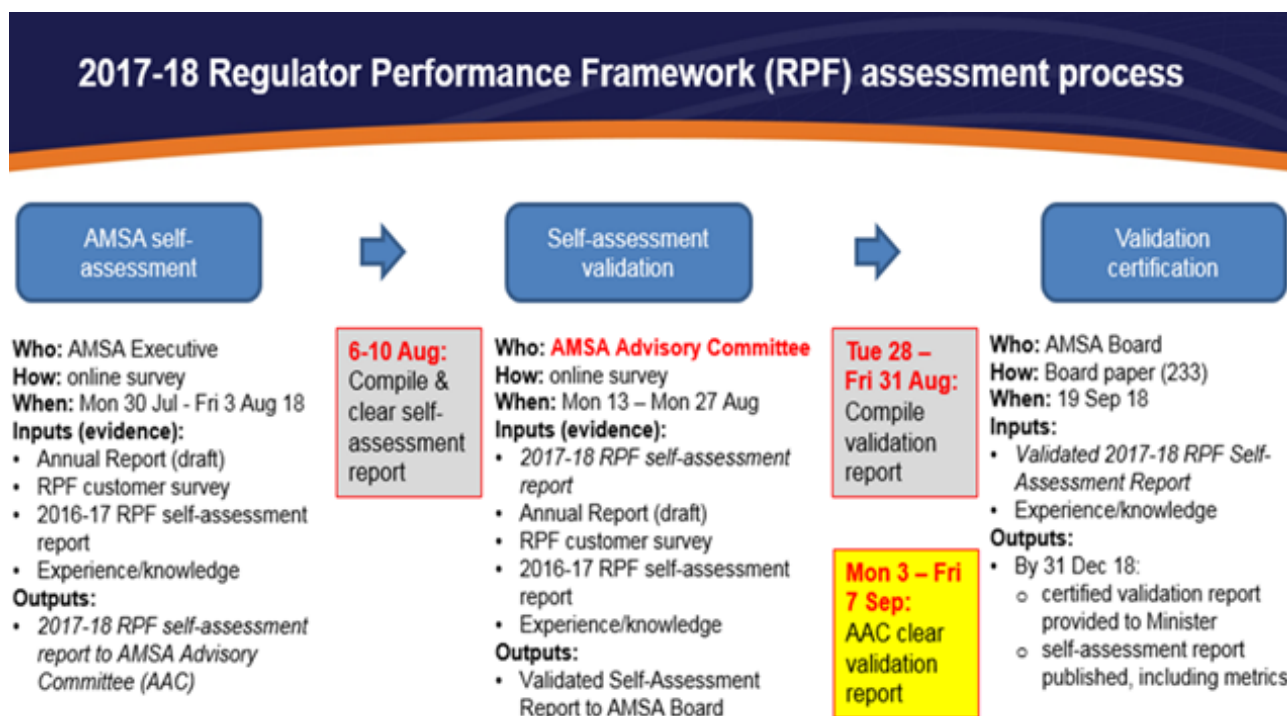 2017-18 Regulator Performance Framework (RPF) assessment process
AMSA self-
assessment
Who: AMSA Executive
How: online survey
When: Mon 30 Jul - Fri 3 Aug 18
Inputs (evidence):
• Annual Report (draft)
• RPF customer survey
• 2016-17 RPF self-assessment
report
• Experience/knowledge
Outputs:
• 2017-18 RPF self-assessment
report to AMSA Advisory
Committee (AAC)
6-10 Aug:
Compile &
clear self-
assessment
report
Self-assessment
validation
Who: AMSA Advisory Committee
How: online survey
When: Mon 13 – Mon 27 Aug
Inputs (evidence):
• 2017-18 RPF self-assessment
report
• Annual Report (draft)
• RPF customer survey
• 2016-17 RPF self-assessment
report
• Experience/knowledge
Outputs:
• Validated Self-Assessment
Report to AMSA Board
Tue 28 –
Fri 31 Aug:
Compile
validation
report
Mon 3 – Fri
7 Sep:
AAC clear
validation
report
Validation
certification
Who: AMSA Board
How: Board paper (233)
When: 19 Sep 18
Inputs:
• Validated 2017-18 RPF Self-
Assessment Report
• Experience/knowledge
Outputs:
• By 31 Dec 18:
o certified validation report
provided to Minister
o self-assessment report
published, including metrics